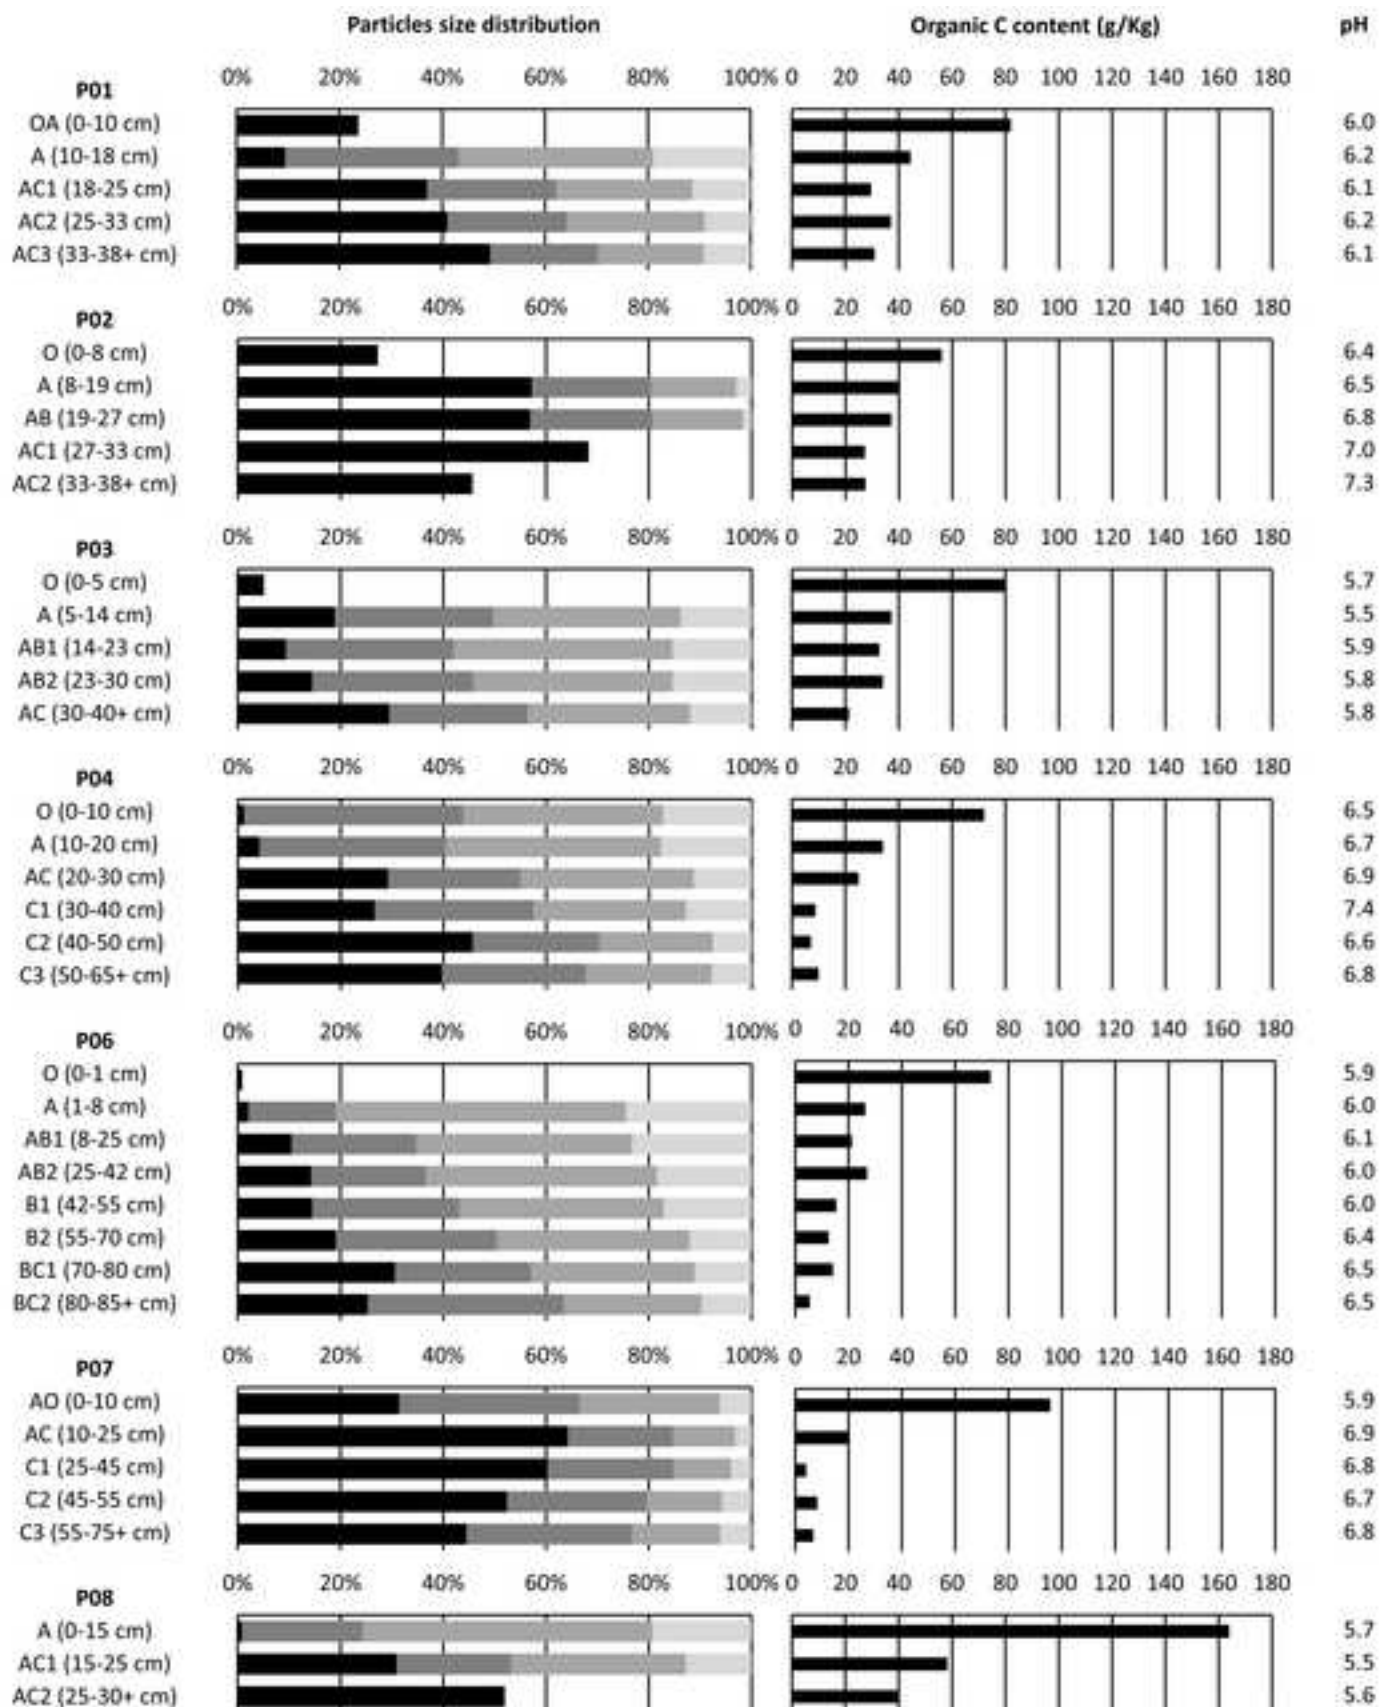 Particles size distribution Organic C content (g/Kg) pH
P01 0% 20% 40% 60% 80% 100% 0 20 40 60 80 100 120 140 160 180
OA (0-10 cm) 6.0
A (10-18 cm) 6.2
AC1 (18-25 cm) 6.1
AC2 (25-33 cm) 6.2
AC3 (33-38+ cm) 6.1
P02 0% 20% 40% 60% 80% 100% 0 20 40 60 80 100 120 140 160 180
O (0-8 cm) 6.4
A (8-19 cm) 6.5
AB (19-27 cm) 6.8
AC1 (27-33 cm) 7.0
AC2 (33-38+ cm) 7.3
P03 0% 20% 40% 60% 80% 100% 0 20 40 60 80 100 120 140 160 180
O (0-5 cm) 5.7
A (5-14 cm) 5.5
AB1 (14-23 cm) 5.9
AB2 (23-30 cm) 5.8
AC (30-40+ cm) 5.8
P04 0% 20% 40% 60% 80% 100% 0 20 40 60 80 100 120 140 160 180
O (0-10 cm) 6.5
A (10-20 cm) 6.7
AC (20-30 cm) 6.9
C1 (30-40 cm) 7.4
C2 (40-50 cm) 6.6
C3 (50-65+ cm) 6.8
P06 0% 20% 40% 60% 80% 100% 0 20 40 60 80 100 120 140 160 180
O (0-1 cm) 5.9
A (1-8 cm) 6.0
AB1 (8-25 cm) 6.1
AB2 (25-42 cm) 6.0
B1 (42-55 cm) 6.0
B2 (55-70 cm) 6.4
BC1 (70-80 cm) 6.5
BC2 (80-85+ cm) 6.5
P07 0% 20% 40% 60% 80% 100% 0 20 40 60 80 100 120 140 160 180
AO (0-10 cm) 5.9
AC (10-25 cm) 6.9
C1 (25-45 cm) 6.8
C2 (45-55 cm) 6.7
C3 (55-75+ cm) 6.8
P08 0% 20% 40% 60% 80% 100% 0 20 40 60 80 100 120 140 160 180
A (0-15 cm) 5.7
AC1 (15-25 cm) 5.5
AC2 (25-30+ cm) 5.6